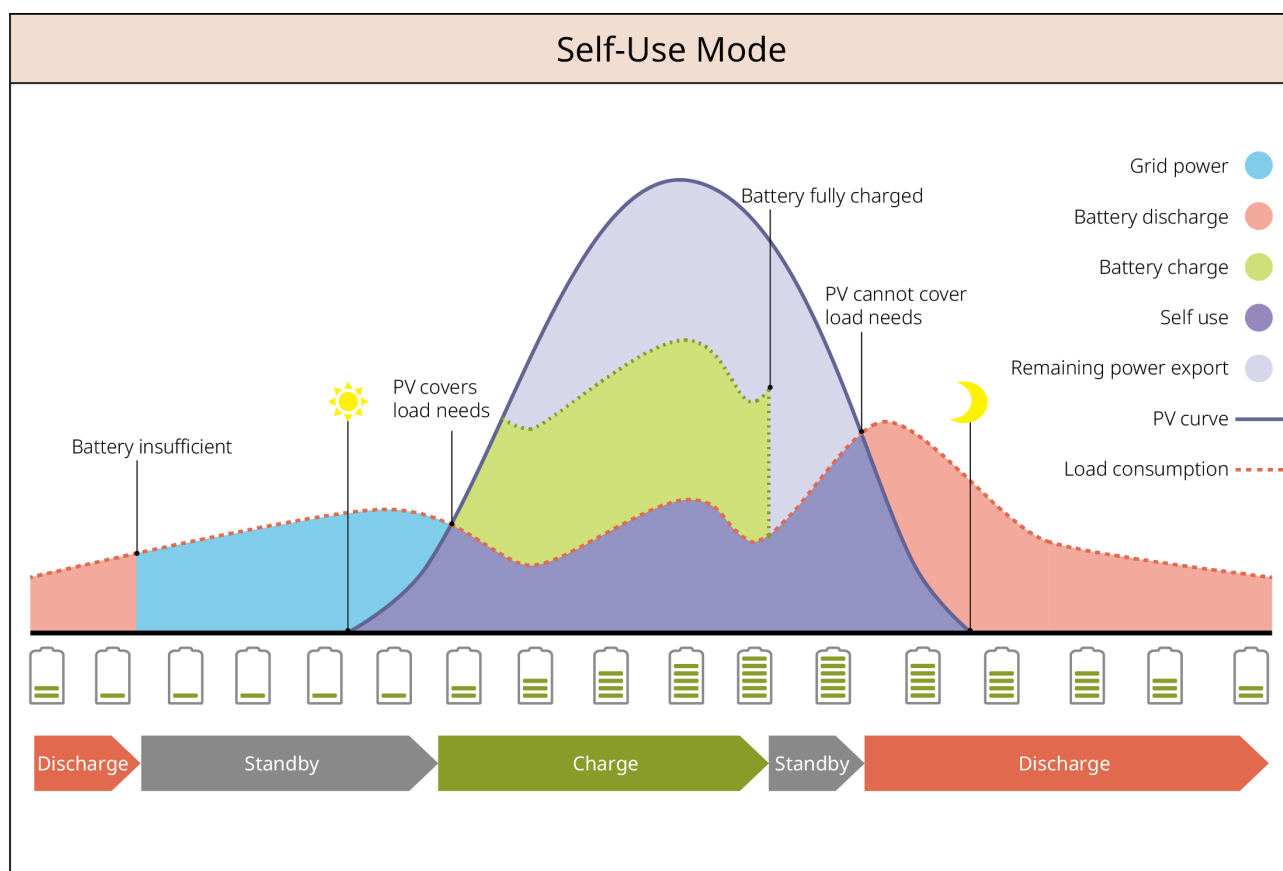 Self-Use Mode
Grid power
Battery fully charged
Battery discharge
Battery charge
PV cannot cover
load needs
Self use
Remaining power export
PV covers
load needs
PV curve
Battery insufficient
Load consumption
Discharge
Standby
Charge
Standby
Discharge